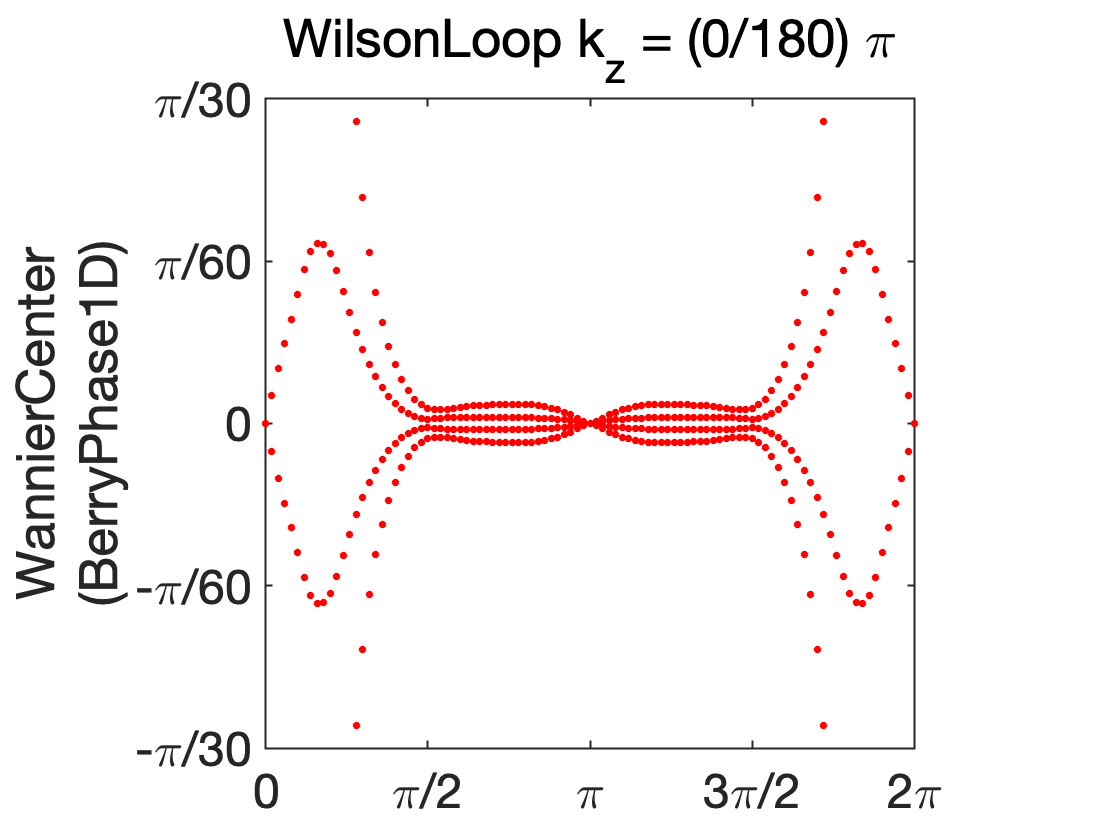 WilsonLoop k_z = (0/180) π
WannierCenter
(BerryPhase1D)
π/30
π/60
0
-π/60
-π/30
0 π/2 π 3π/2 2π